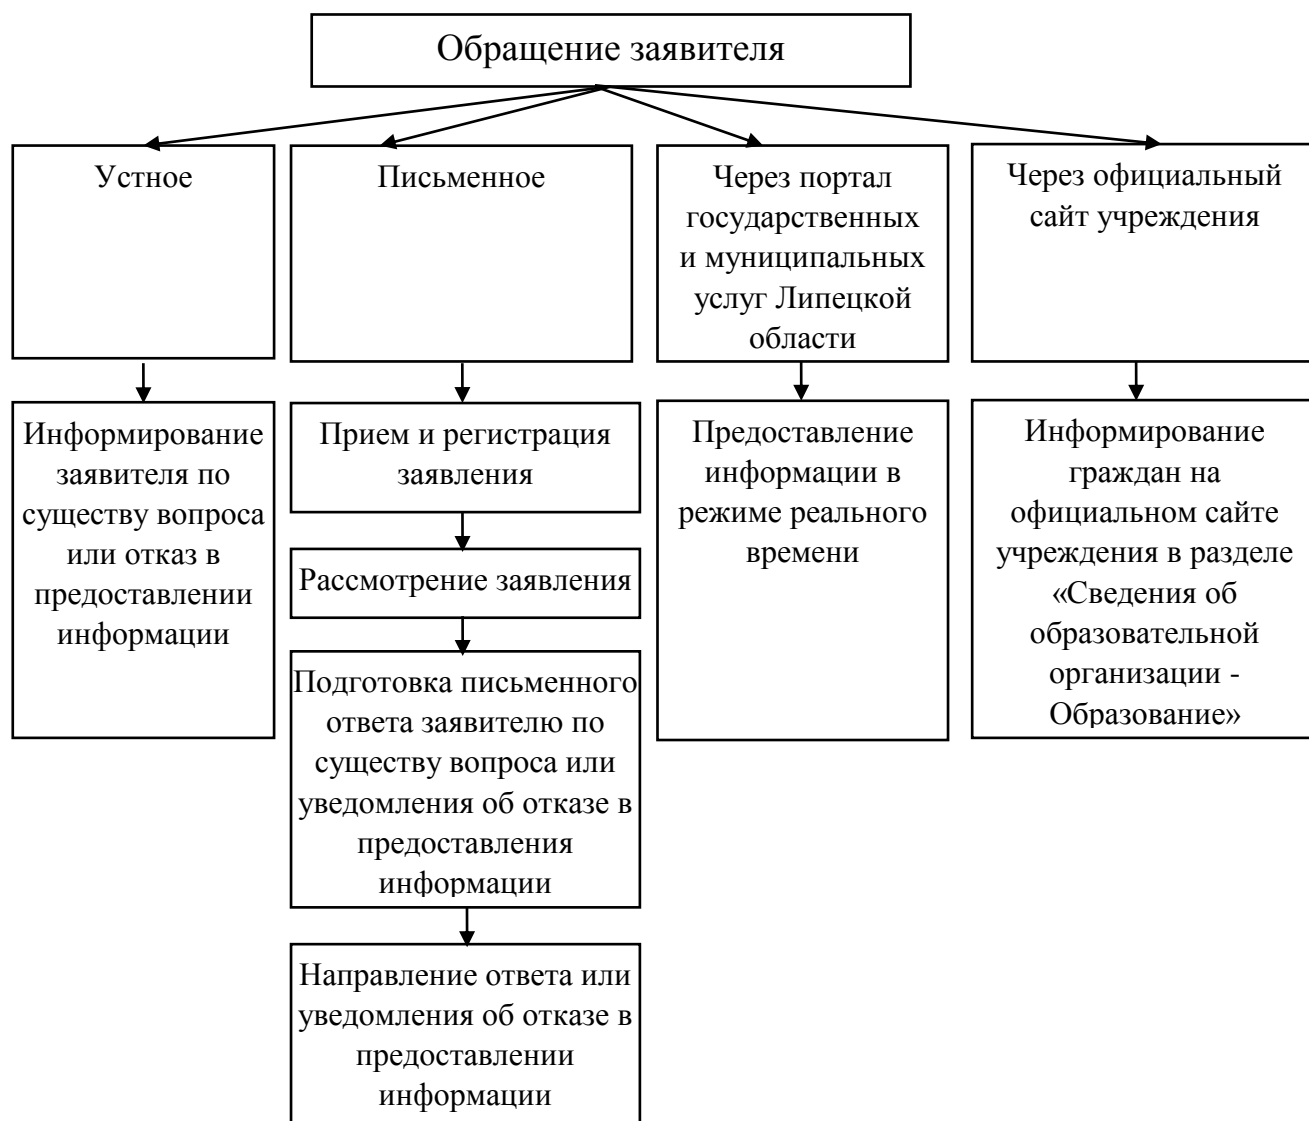 Обращение заявителя
Устное
Письменное
Через портал
государственных
и муниципальных
услуг Липецкой
области
Через официальный
сайт учреждения
Информирование
заявителя по
существу вопроса
или отказ в
предоставлении
информации
Прием и регистрация
заявления
Рассмотрение заявления
Подготовка письменного
ответа заявителю по
существу вопроса или
уведомления об отказе в
предоставления
информации
Направление ответа или
уведомления об отказе в
предоставлении
информации
Предоставление
информации в
режиме реального
времени
Информирование
граждан на
официальном сайте
учреждения в разделе
«Сведения об
образовательной
организации -
Образование»